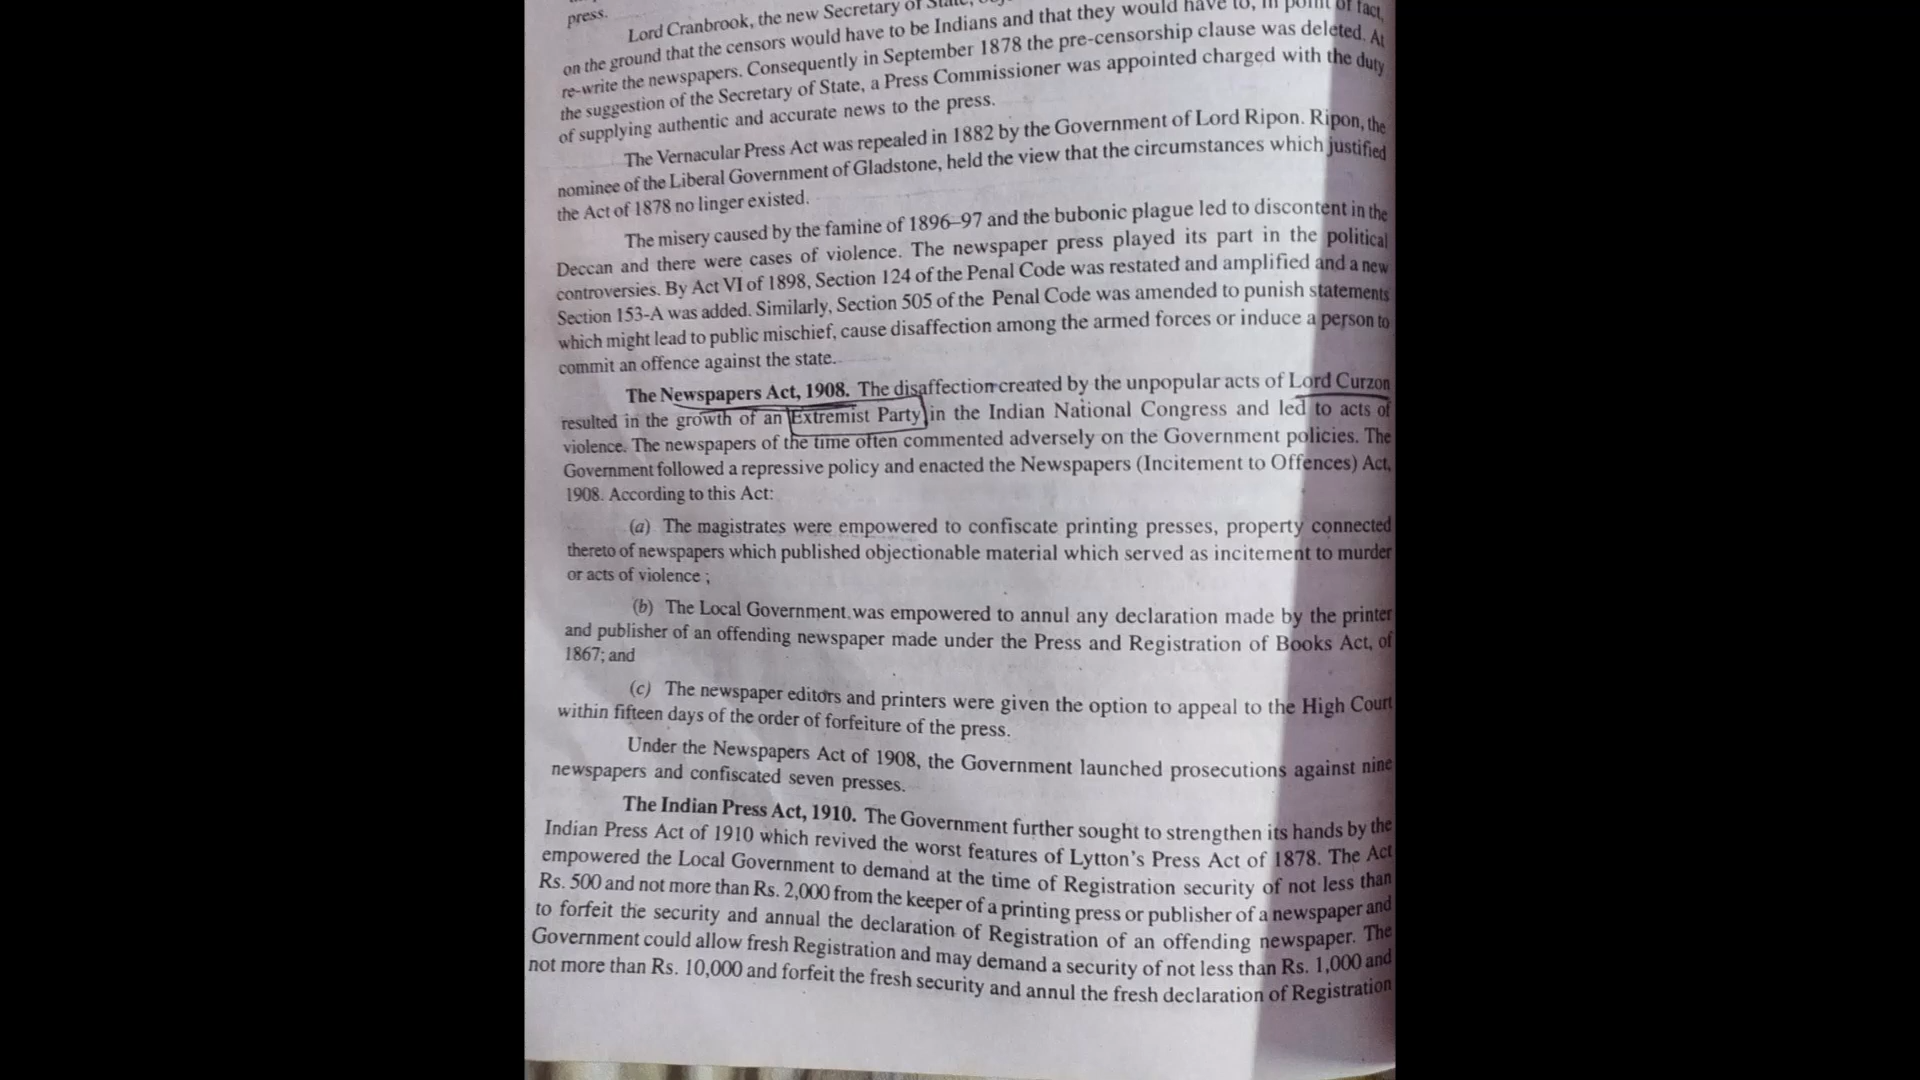 press.
Lord Cranbrook, the new Secretary of State,
on the ground that the censors would have to be Indians and that they would have to, in point of fact,
re-write the newspapers. Consequently in September 1878 the pre-censorship clause was deleted. At
the suggestion of the Secretary of State, a Press Commissioner was appointed charged with the duty
of supplying authentic and accurate news to the press.
The Vernacular Press Act was repealed in 1882 by the Government of Lord Ripon. Ripon, the
nominee of the Liberal Government of Gladstone, held the view that the circumstances which justified
the Act of 1878 no linger existed.
The misery caused by the famine of 1896–97 and the bubonic plague led to discontent in the
Deccan and there were cases of violence. The newspaper press played its part in the political
controversies. By Act VI of 1898, Section 124 of the Penal Code was restated and amplified and a new
Section 153-A was added. Similarly, Section 505 of the Penal Code was amended to punish statements
which might lead to public mischief, cause disaffection among the armed forces or induce a person to
commit an offence against the state.
The Newspapers Act, 1908. The disaffection created by the unpopular acts of Lord Curzon
resulted in the growth of an Extremist Party in the Indian National Congress and led to acts of
violence. The newspapers of the time often commented adversely on the Government policies. The
Government followed a repressive policy and enacted the Newspapers (Incitement to Offences) Act,
1908. According to this Act:
(a) The magistrates were empowered to confiscate printing presses, property connected
thereto of newspapers which published objectionable material which served as incitement to murder
or acts of violence ;
(b) The Local Government was empowered to annul any declaration made by the printer
and publisher of an offending newspaper made under the Press and Registration of Books Act, of
1867; and
(c) The newspaper editors and printers were given the option to appeal to the High Court
within fifteen days of the order of forfeiture of the press.
Under the Newspapers Act of 1908, the Government launched prosecutions against nine
newspapers and confiscated seven presses.
The Indian Press Act, 1910. The Government further sought to strengthen its hands by the
Indian Press Act of 1910 which revived the worst features of Lytton's Press Act of 1878. The Act
empowered the Local Government to demand at the time of Registration security of not less than
Rs. 500 and not more than Rs. 2,000 from the keeper of a printing press or publisher of a newspaper and
to forfeit the security and annual the declaration of Registration of an offending newspaper. The
Government could allow fresh Registration and may demand a security of not less than Rs. 1,000 and
not more than Rs. 10,000 and forfeit the fresh security and annul the fresh declaration of Registration